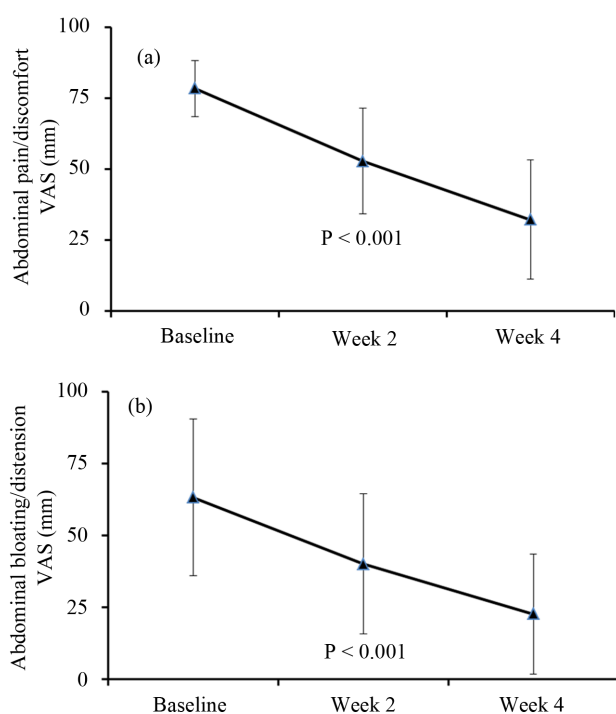 100
(a)
75
50
25
0
Abdominal pain/discomfort
VAS (mm)
P < 0.001
Baseline
Week 2
Week 4
100
(b)
75
50
25
0
Abdominal bloating/distension
VAS (mm)
P < 0.001
Baseline
Week 2
Week 4